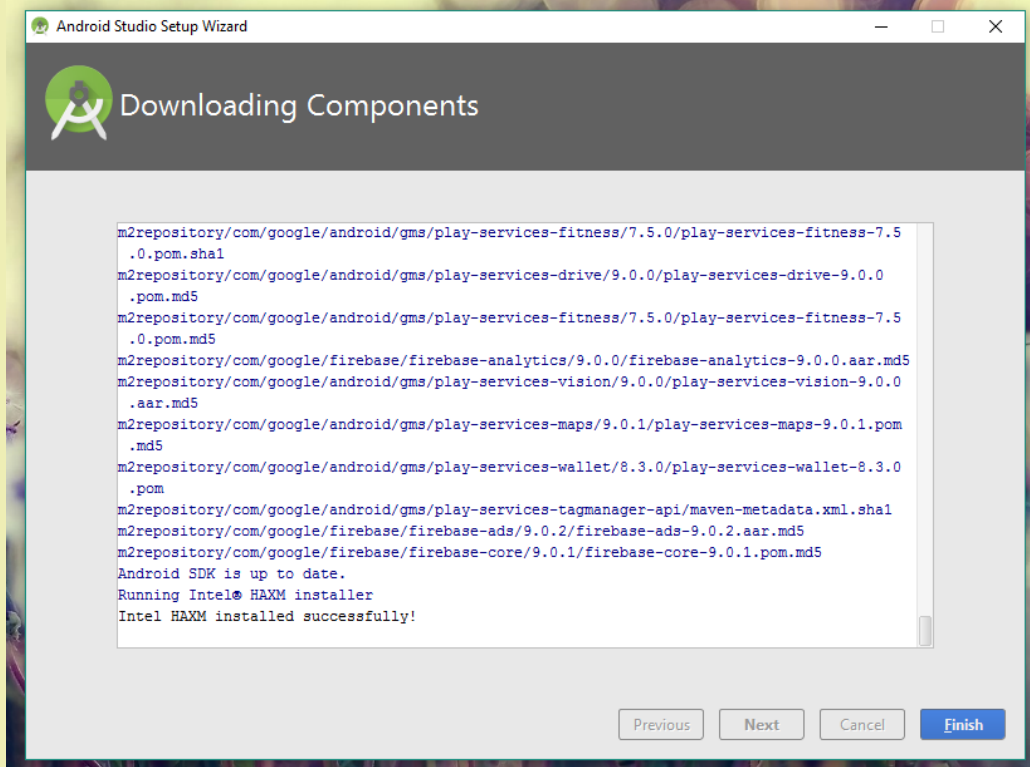 Android Studio Setup Wizard
Downloading Components
m2repository/com/google/android/gms/play-services-fitness/7.5.0/play-services-fitness-7.5
.0.pom.sha1
m2repository/com/google/android/gms/play-services-drive/9.0.0/play-services-drive-9.0.0
.pom.md5
m2repository/com/google/android/gms/play-services-fitness/7.5.0/play-services-fitness-7.5
.0.pom.md5
m2repository/com/google/firebase/firebase-analytics/9.0.0/firebase-analytics-9.0.0.aar.md5
m2repository/com/google/android/gms/play-services-vision/9.0.0/play-services-vision-9.0.0
.aar.md5
m2repository/com/google/android/gms/play-services-maps/9.0.1/play-services-maps-9.0.1.pom
.md5
m2repository/com/google/android/gms/play-services-wallet/8.3.0/play-services-wallet-8.3.0
.pom
m2repository/com/google/android/gms/play-services-tagmanager-api/maven-metadata.xml.sha1
m2repository/com/google/firebase/firebase-ads/9.0.2/firebase-ads-9.0.2.aar.md5
m2repository/com/google/firebase/firebase-core/9.0.1/firebase-core-9.0.1.pom.md5
Android SDK is up to date.
Running Intel® HAXM installer
Intel HAXM installed successfully!
Previous Next Cancel Finish